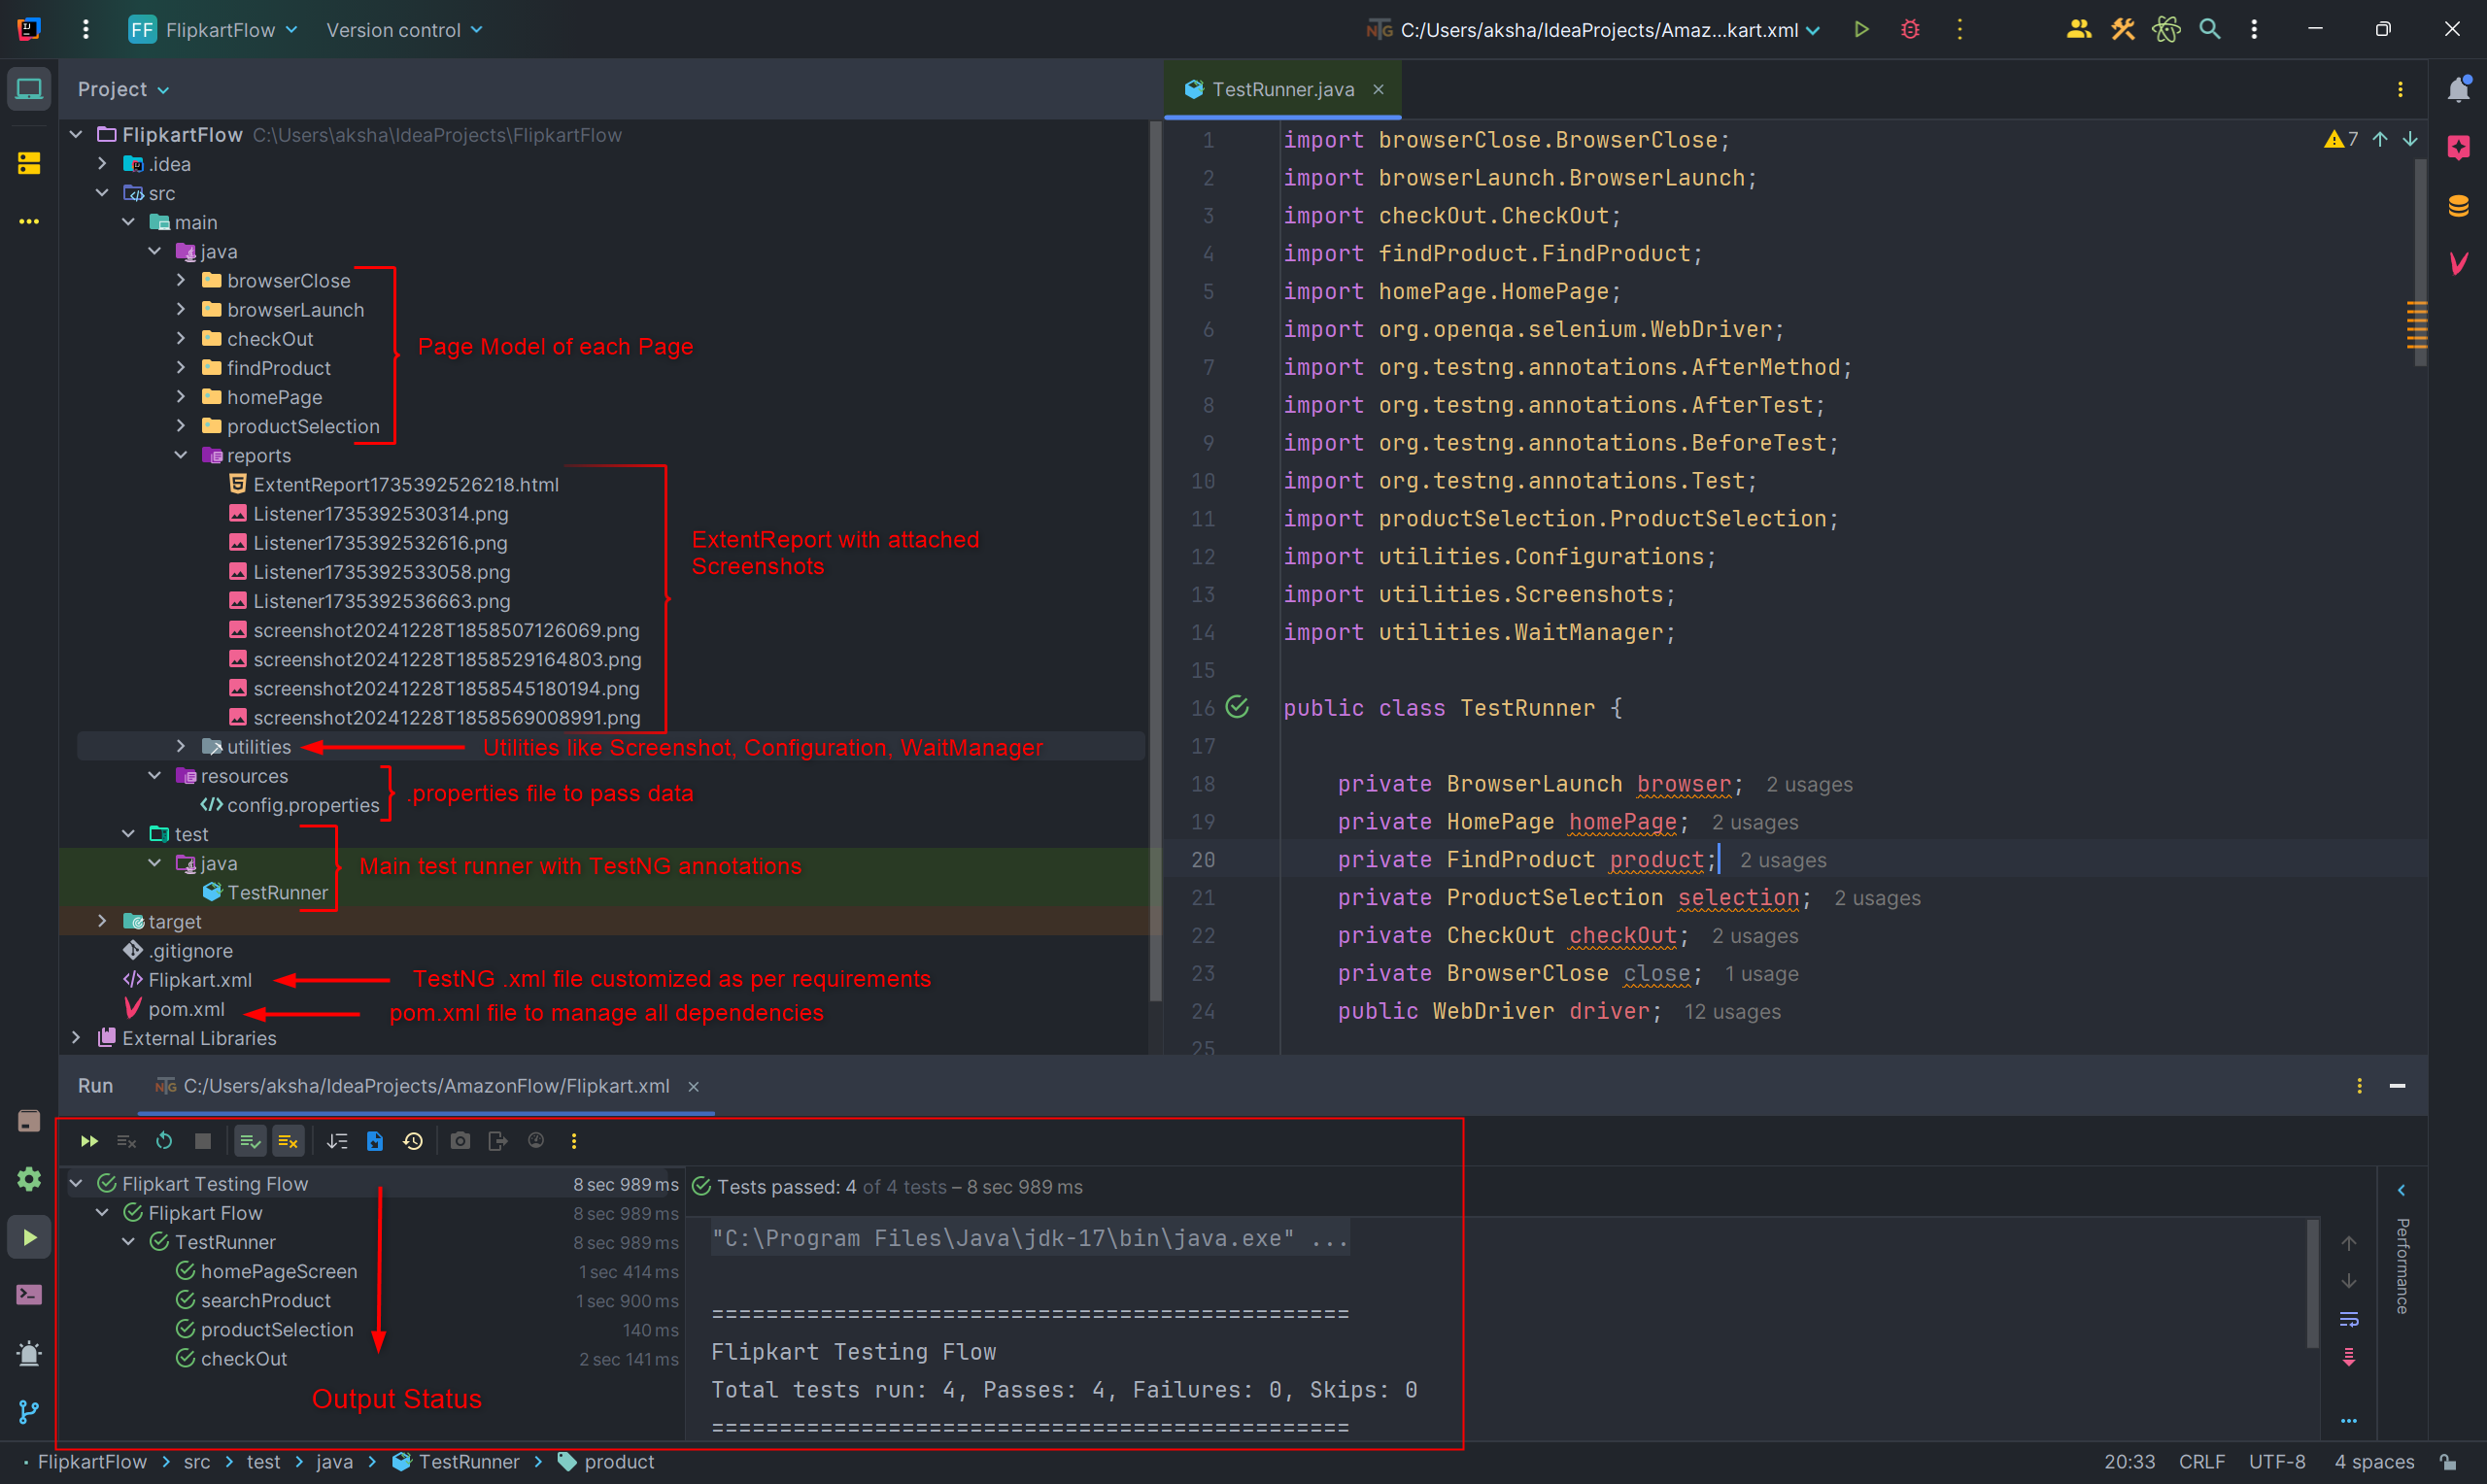 FF FlipkartFlow Version control
C:/Users/aksha/IdeaProjects/Amaz...kart.xml
Project
FlipkartFlow C:\Users\aksha\IdeaProjects\FlipkartFlow
.idea
src
main
java
browserClose
browserLaunch
checkOut
findProduct
homePage
productSelection
Page Model of each Page
reports
ExtentReport1735392526218.html
Listener1735392530314.png
Listener1735392532616.png
Listener1735392533058.png
Listener1735392536663.png
screenshot20241228T1858507126069.png
screenshot20241228T1858529164803.png
screenshot20241228T1858545180194.png
screenshot20241228T1858569008991.png
ExtentReport with attached
Screenshots
utilities
Utilities like Screenshot, Configuration, WaitManager
resources
config.properties
.properties file to pass data
test
java
TestRunner
Main test runner with TestNG annotations
target
.gitignore
Flipkart.xml
TestNG .xml file customized as per requirements
pom.xml
pom.xml file to manage all dependencies
External Libraries
TestRunner.java
7
1 import browserClose.BrowserClose;
2 import browserLaunch.BrowserLaunch;
3 import checkOut.CheckOut;
4 import findProduct.FindProduct;
5 import homePage.HomePage;
6 import org.openqa.selenium.WebDriver;
7 import org.testng.annotations.AfterMethod;
8 import org.testng.annotations.AfterTest;
9 import org.testng.annotations.BeforeTest;
10 import org.testng.annotations.Test;
11 import productSelection.ProductSelection;
12 import utilities.Configurations;
13 import utilities.Screenshots;
14 import utilities.WaitManager;
15
16 public class TestRunner {
17
18 private BrowserLaunch browser; 2 usages
19 private HomePage homePage; 2 usages
20 private FindProduct product; 2 usages
21 private ProductSelection selection; 2 usages
22 private CheckOut checkOut; 2 usages
23 private BrowserClose close; 1 usage
24 public WebDriver driver; 12 usages
25
Run C:/Users/aksha/IdeaProjects/AmazonFlow/Flipkart.xml
Flipkart Testing Flow 8 sec 989 ms
Flipkart Flow 8 sec 989 ms
TestRunner 8 sec 989 ms
homePageScreen 1 sec 414 ms
searchProduct 1 sec 900 ms
productSelection 140 ms
checkOut 2 sec 141 ms
Output Status
Tests passed: 4 of 4 tests – 8 sec 989 ms
"C:\Program Files\Java\jdk-17\bin\java.exe" ...
===============================================
Flipkart Testing Flow
Total tests run: 4, Passes: 4, Failures: 0, Skips: 0
===============================================
Performance
FlipkartFlow > src > test > java > TestRunner > product
20:33 CRLF UTF-8 4 spaces